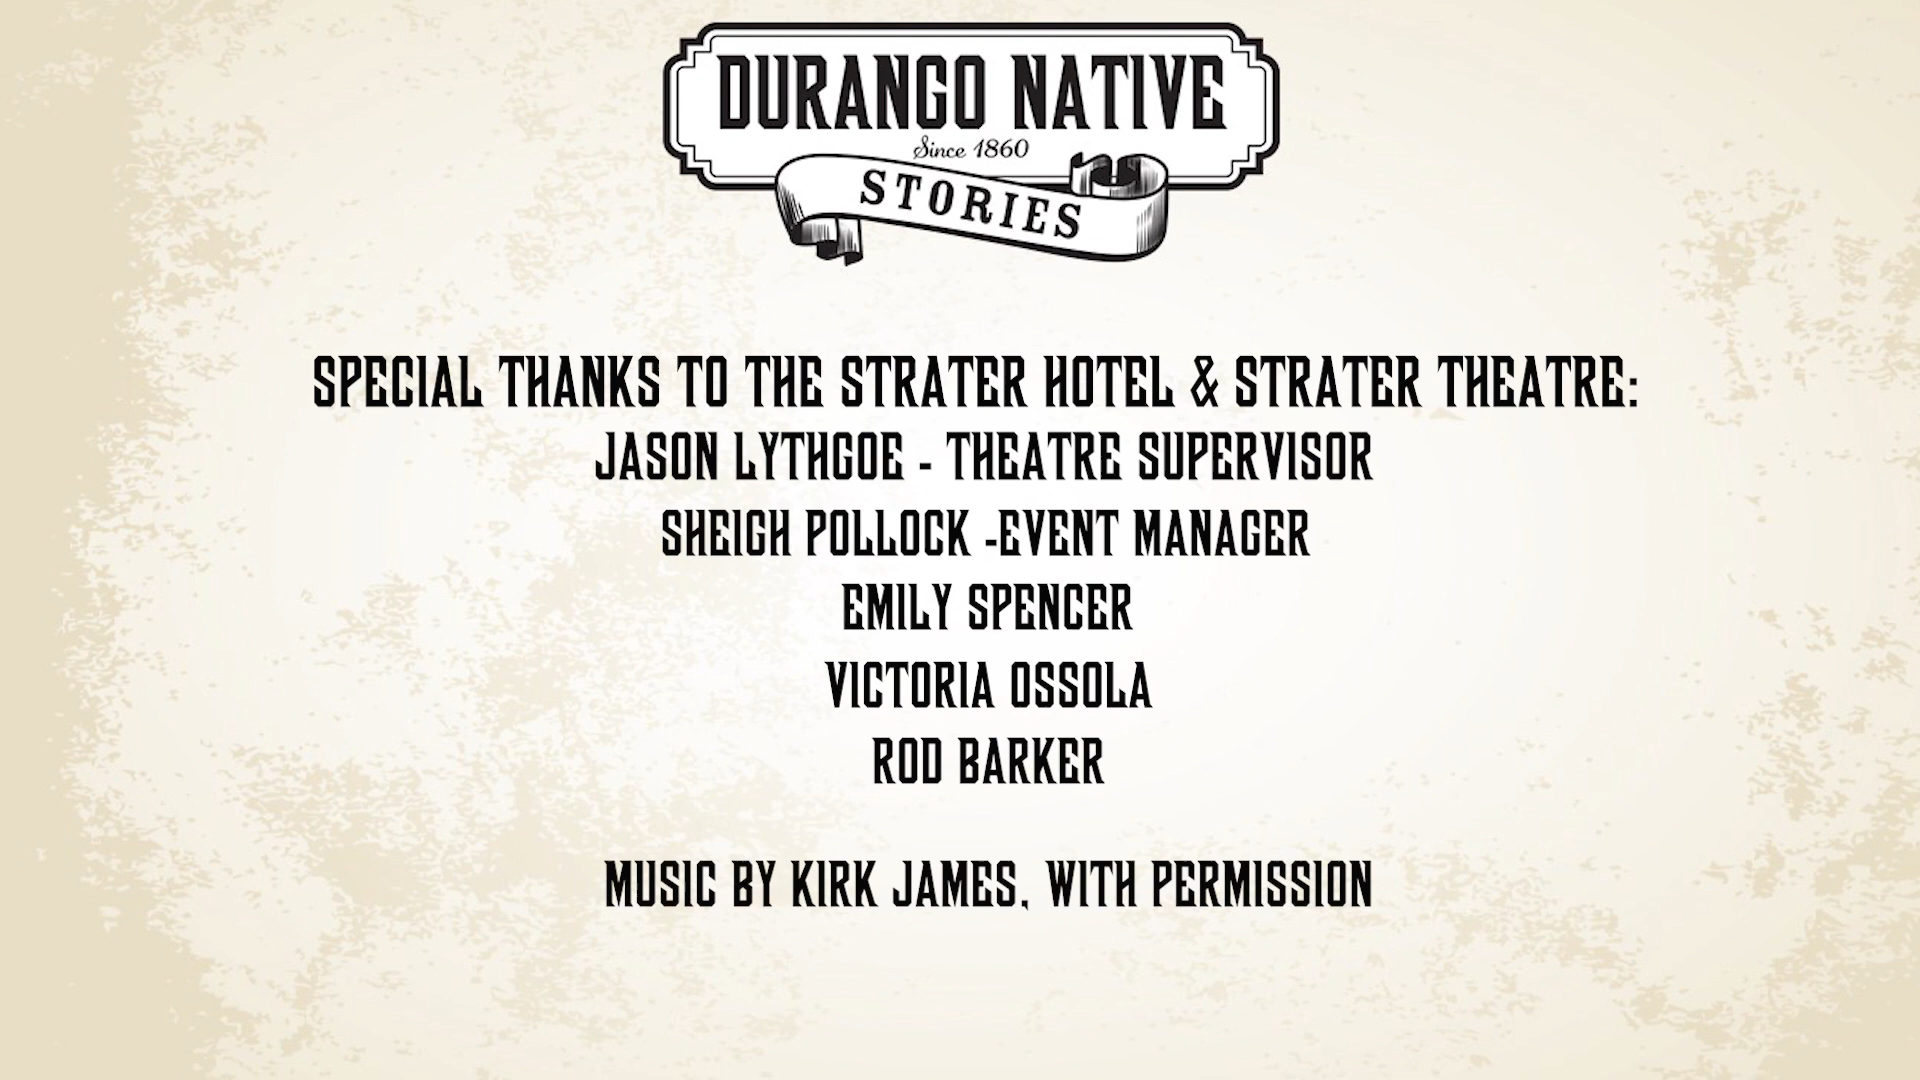 DURANGO NATIVE
Since 1860
STORIES
SPECIAL THANKS TO THE STRATER HOTEL & STRATER THEATRE:
JASON LYTHGOE - THEATRE SUPERVISOR
SHEIGH POLLOCK -EVENT MANAGER
EMILY SPENCER
VICTORIA OSSOLA
ROD BARKER
MUSIC BY KIRK JAMES, WITH PERMISSION